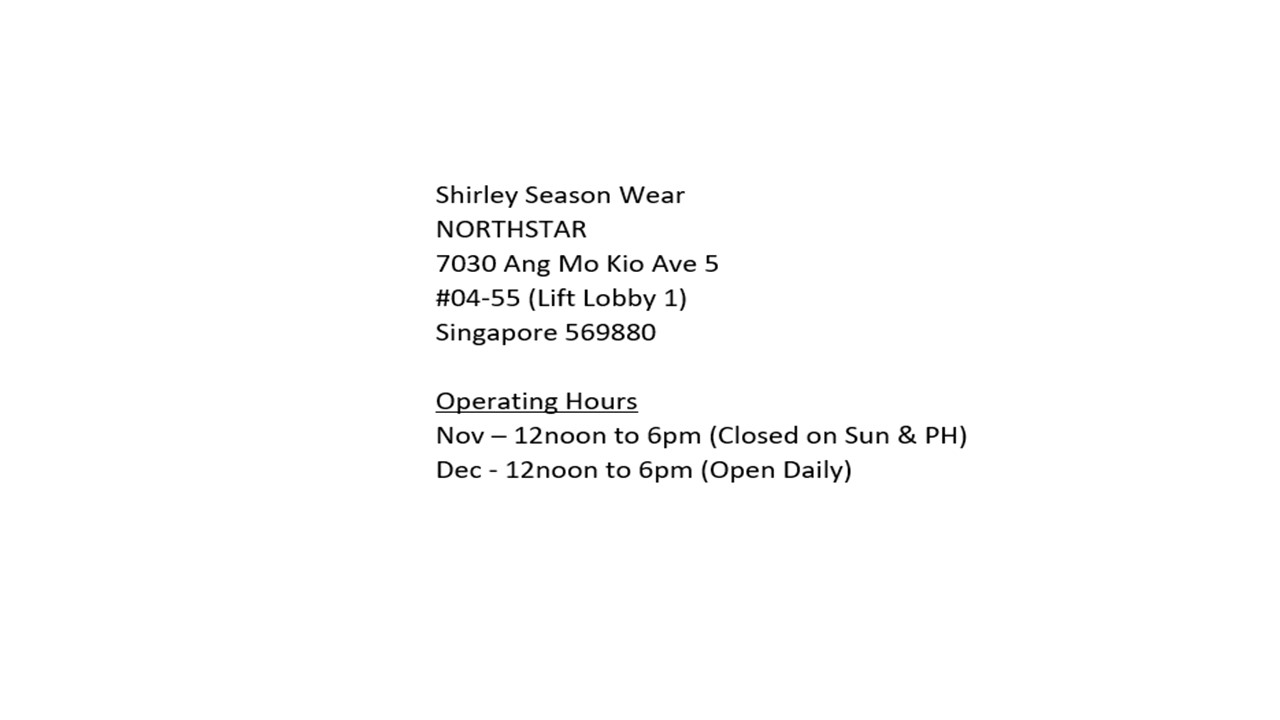 Shirley Season Wear
NORTHSTAR
7030 Ang Mo Kio Ave 5
#04-55 (Lift Lobby 1)
Singapore 569880
Operating Hours
Nov – 12noon to 6pm (Closed on Sun & PH)
Dec - 12noon to 6pm (Open Daily)